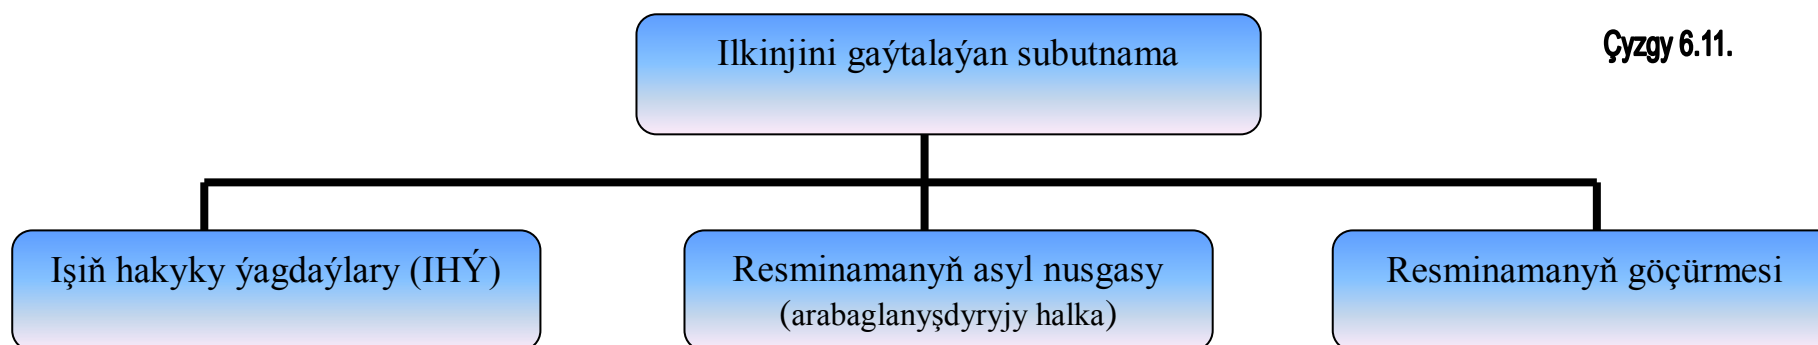 Ilkinjini gaýtalaýan subutnama
Çyzgy 6.11.
Işiň hakyky ýagdaýlary (IHÝ)
Resminamanyň asyl nusgasy
(arabaglanyşdyryjy halka)
Resminamanyň göçürmesi